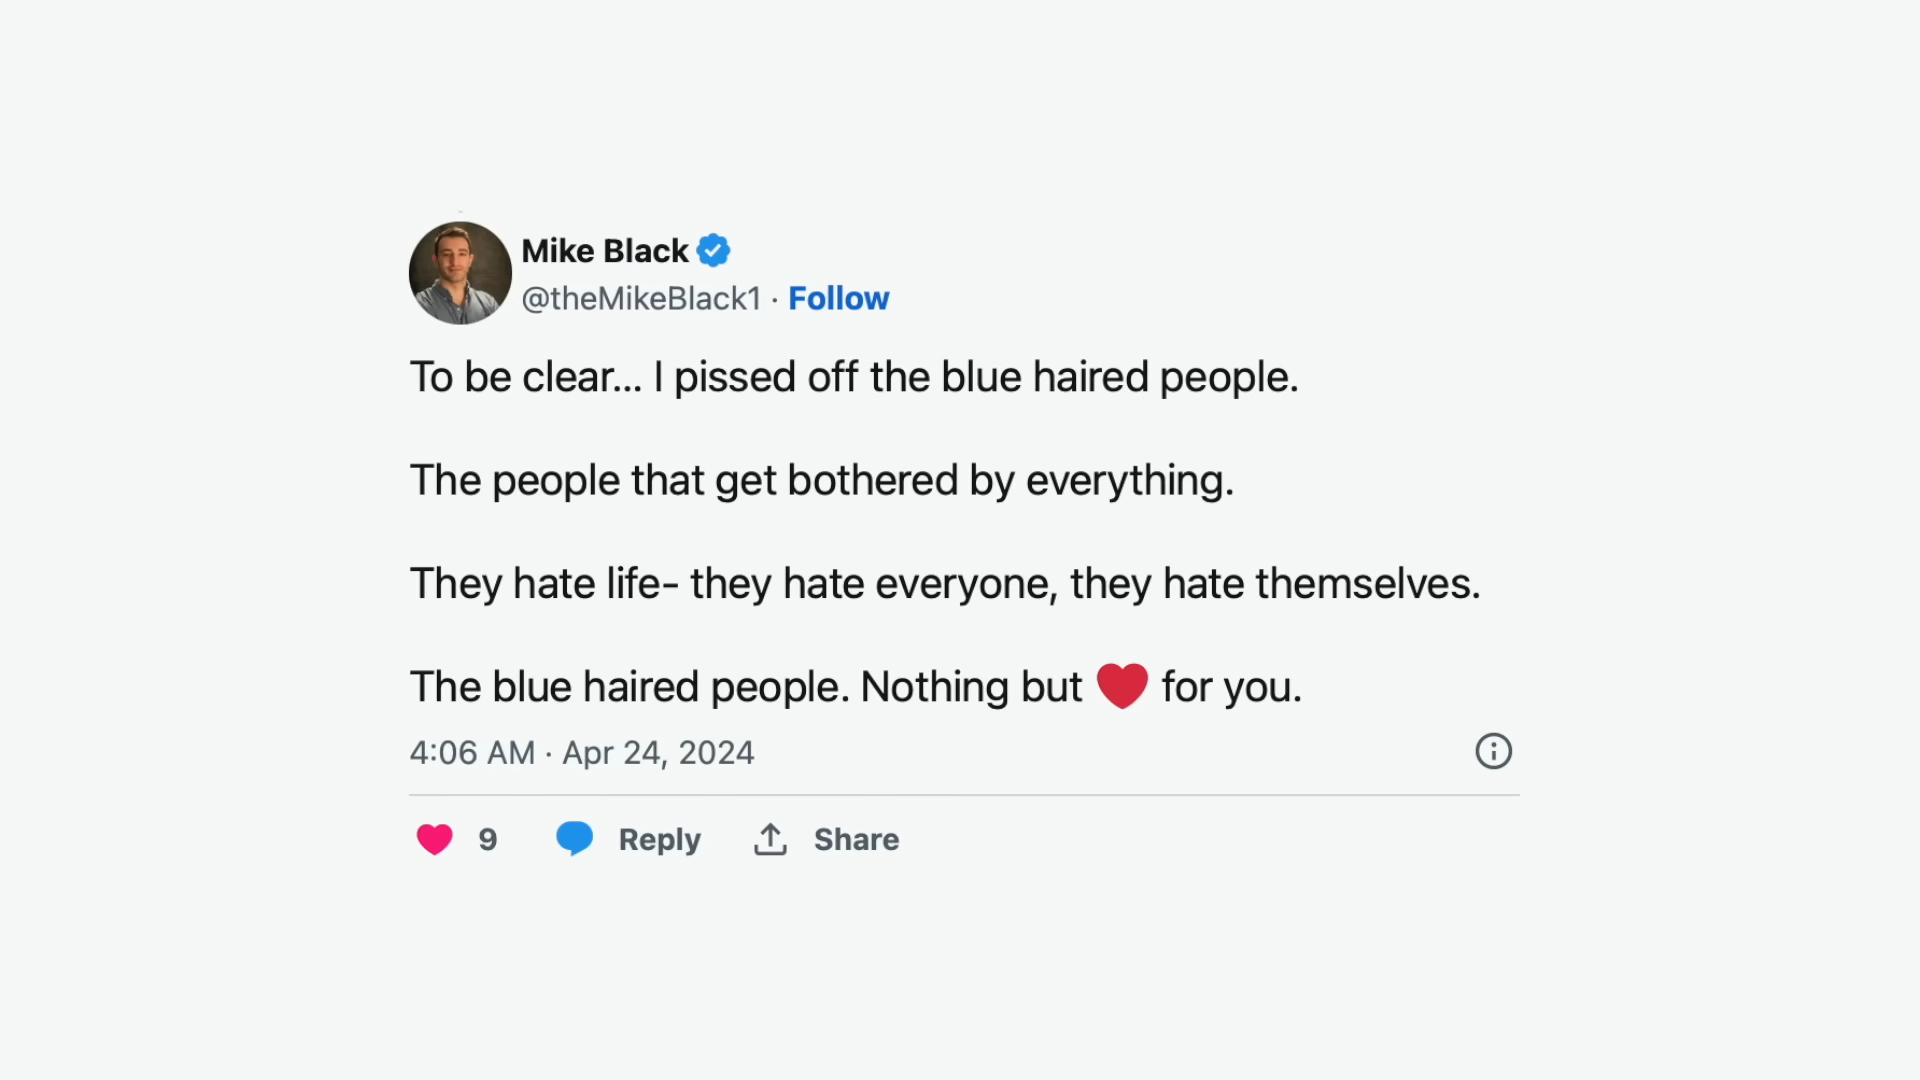 Mike Black
@theMikeBlack1 · Follow
To be clear... I pissed off the blue haired people.
The people that get bothered by everything.
They hate life- they hate everyone, they hate themselves.
The blue haired people. Nothing but ❤️ for you.
4:06 AM · Apr 24, 2024
9 Reply Share